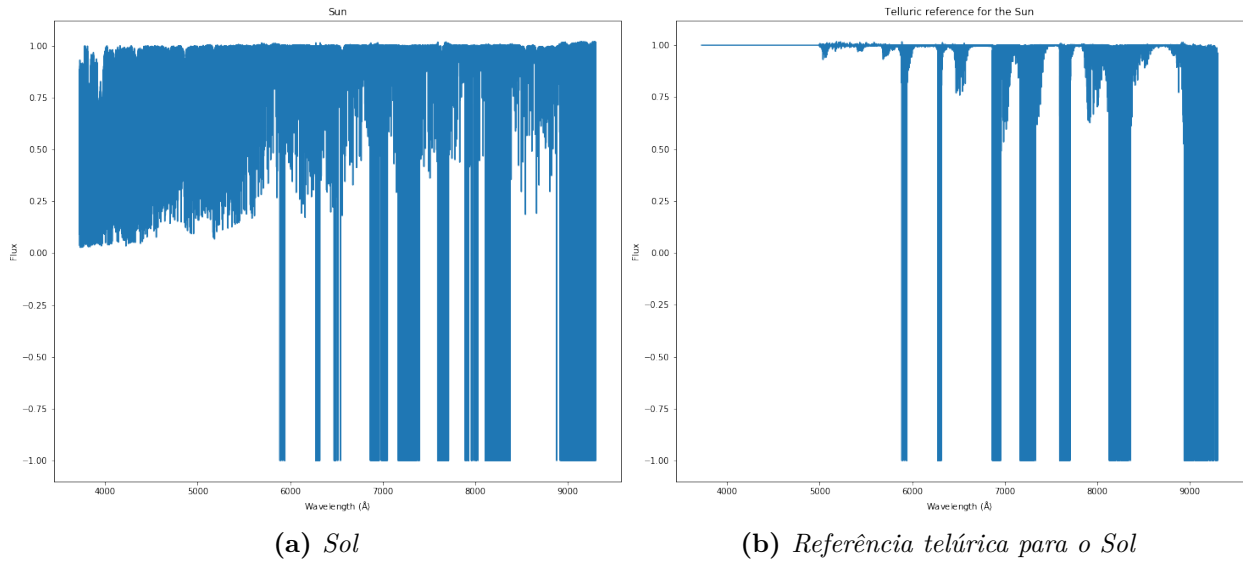 Sun
1.00
0.75
0.50
0.25
0.00
−0.25
−0.50
−0.75
−1.00
Flux
4000 5000 6000 7000 8000 9000
Wavelength (Å)
(a) Sol
Telluric reference for the Sun
1.00
0.75
0.50
0.25
0.00
−0.25
−0.50
−0.75
−1.00
Flux
4000 5000 6000 7000 8000 9000
Wavelength (Å)
(b) Referência telúrica para o Sol